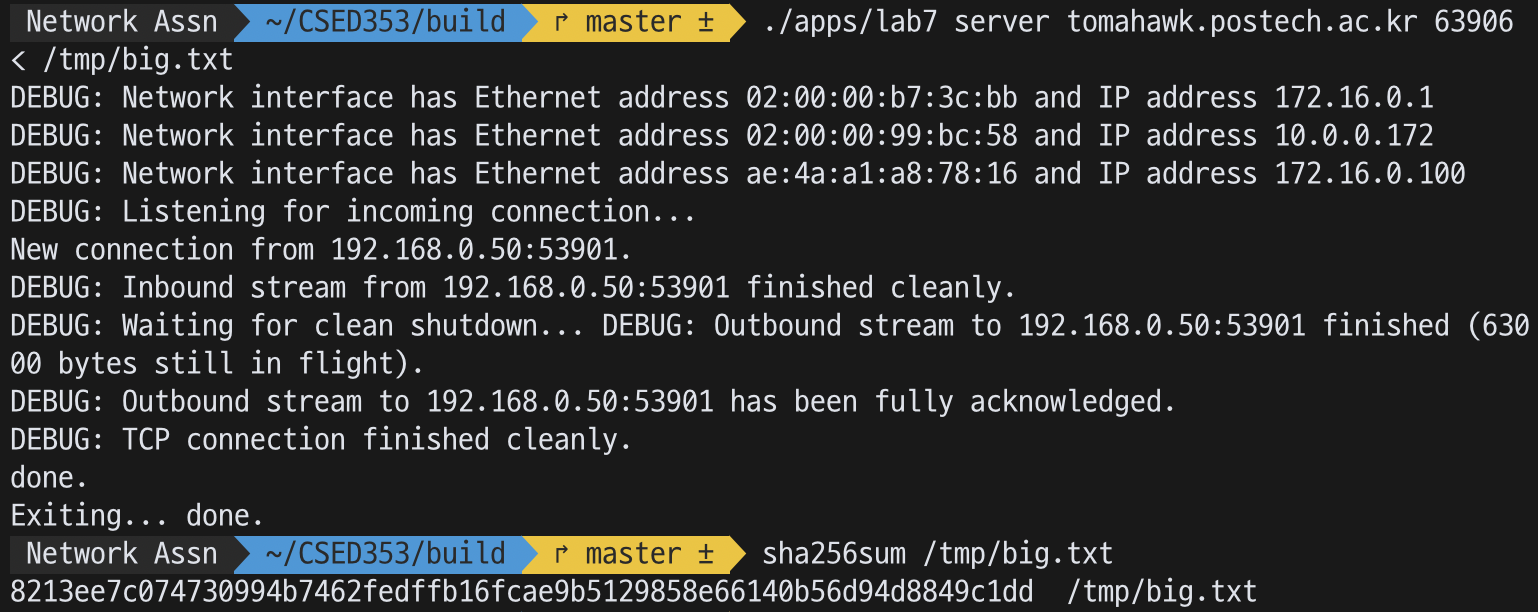 Network Assn ~/CSED353/build ↱ master ± ./apps/lab7 server tomahawk.postech.ac.kr 63906
< /tmp/big.txt
DEBUG: Network interface has Ethernet address 02:00:00:b7:3c:bb and IP address 172.16.0.1
DEBUG: Network interface has Ethernet address 02:00:00:99:bc:58 and IP address 10.0.0.172
DEBUG: Network interface has Ethernet address ae:4a:a1:a8:78:16 and IP address 172.16.0.100
DEBUG: Listening for incoming connection...
New connection from 192.168.0.50:53901.
DEBUG: Inbound stream from 192.168.0.50:53901 finished cleanly.
DEBUG: Waiting for clean shutdown... DEBUG: Outbound stream to 192.168.0.50:53901 finished (630
00 bytes still in flight).
DEBUG: Outbound stream to 192.168.0.50:53901 has been fully acknowledged.
DEBUG: TCP connection finished cleanly.
done.
Exiting... done.
Network Assn ~/CSED353/build ↱ master ± sha256sum /tmp/big.txt
8213ee7c074730994b7462fedffb16fcae9b5129858e66140b56d94d8849c1dd  /tmp/big.txt